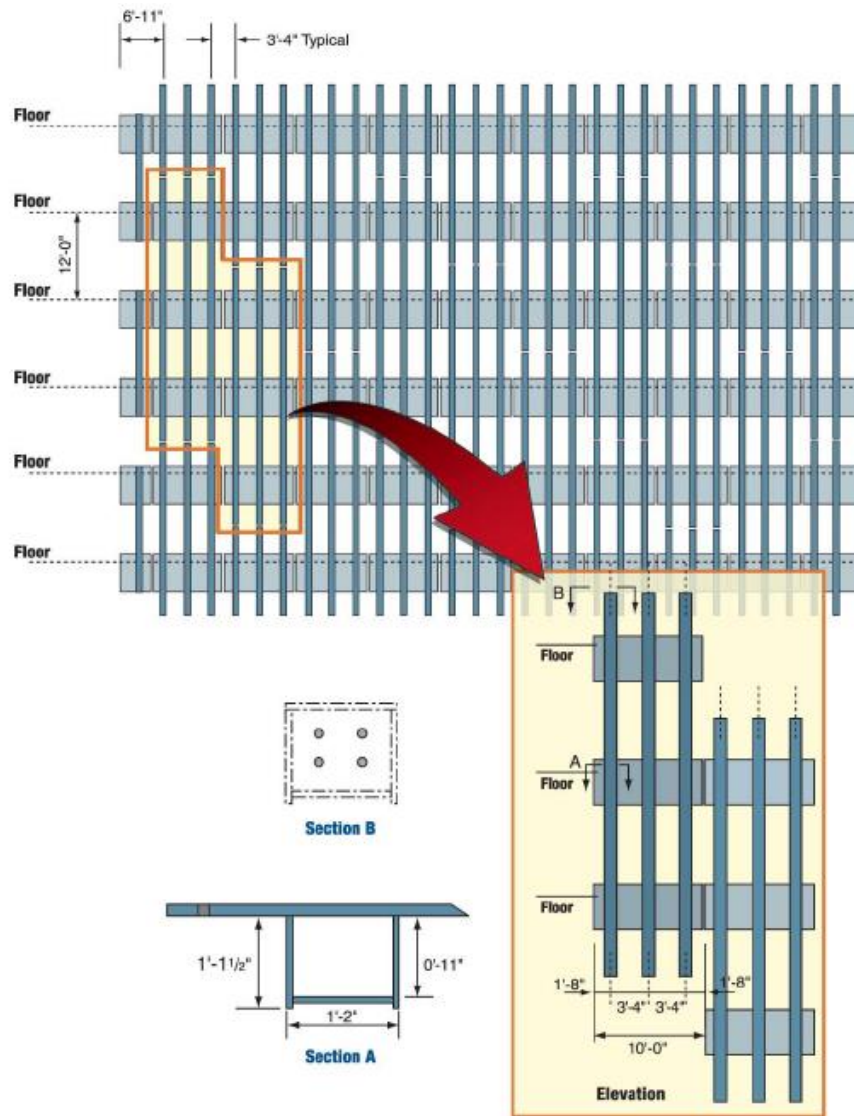 6'-11"
3'-4" Typical
Floor
Floor
12'-0"
Floor
Floor
Floor
Floor
B
Floor
A
Floor
Floor
Section B
1'-1 1/2"
0'-11"
1'-2"
Section A
1'-8"
1'-8"
3'-4"
3'-4"
10'-0"
Elevation